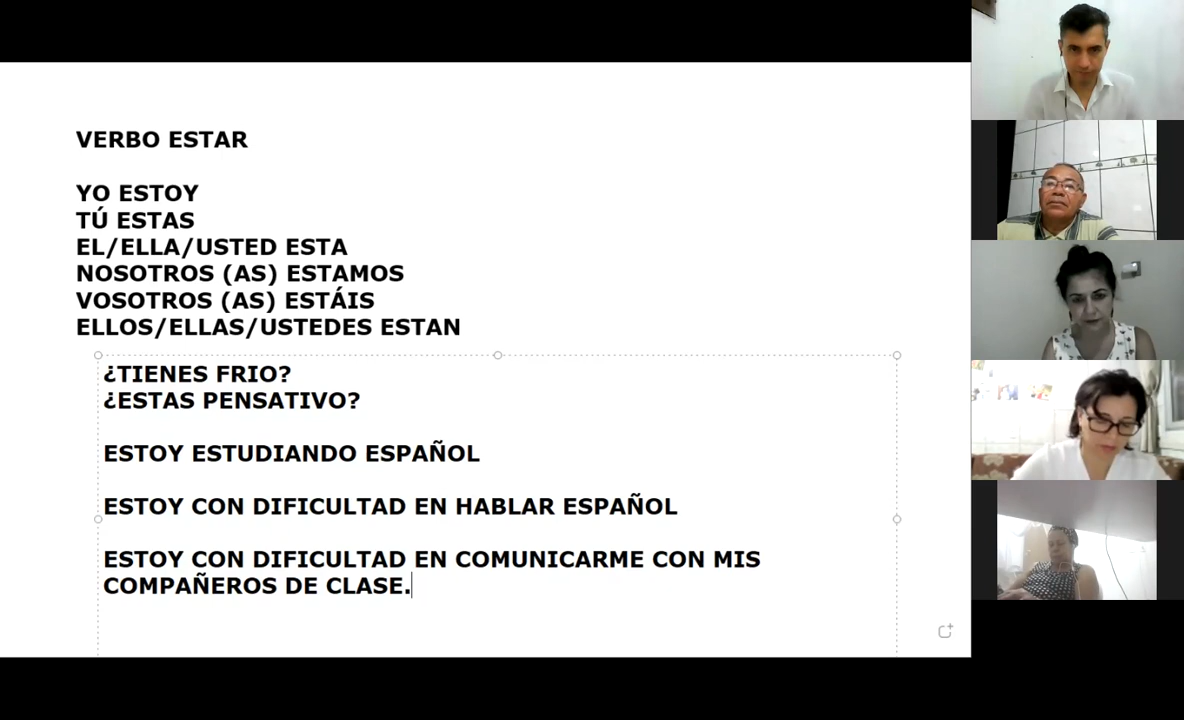 VERBO ESTAR
YO ESTOY
TÚ ESTAS
EL/ELLA/USTED ESTA
NOSOTROS (AS) ESTAMOS
VOSOTROS (AS) ESTÁIS
ELLOS/ELLAS/USTEDES ESTAN
¿TIENES FRIO?
¿ESTAS PENSATIVO?
ESTOY ESTUDIANDO ESPAÑOL
ESTOY CON DIFICULTAD EN HABLAR ESPAÑOL
ESTOY CON DIFICULTAD EN COMUNICARME CON MIS
COMPAÑEROS DE CLASE.